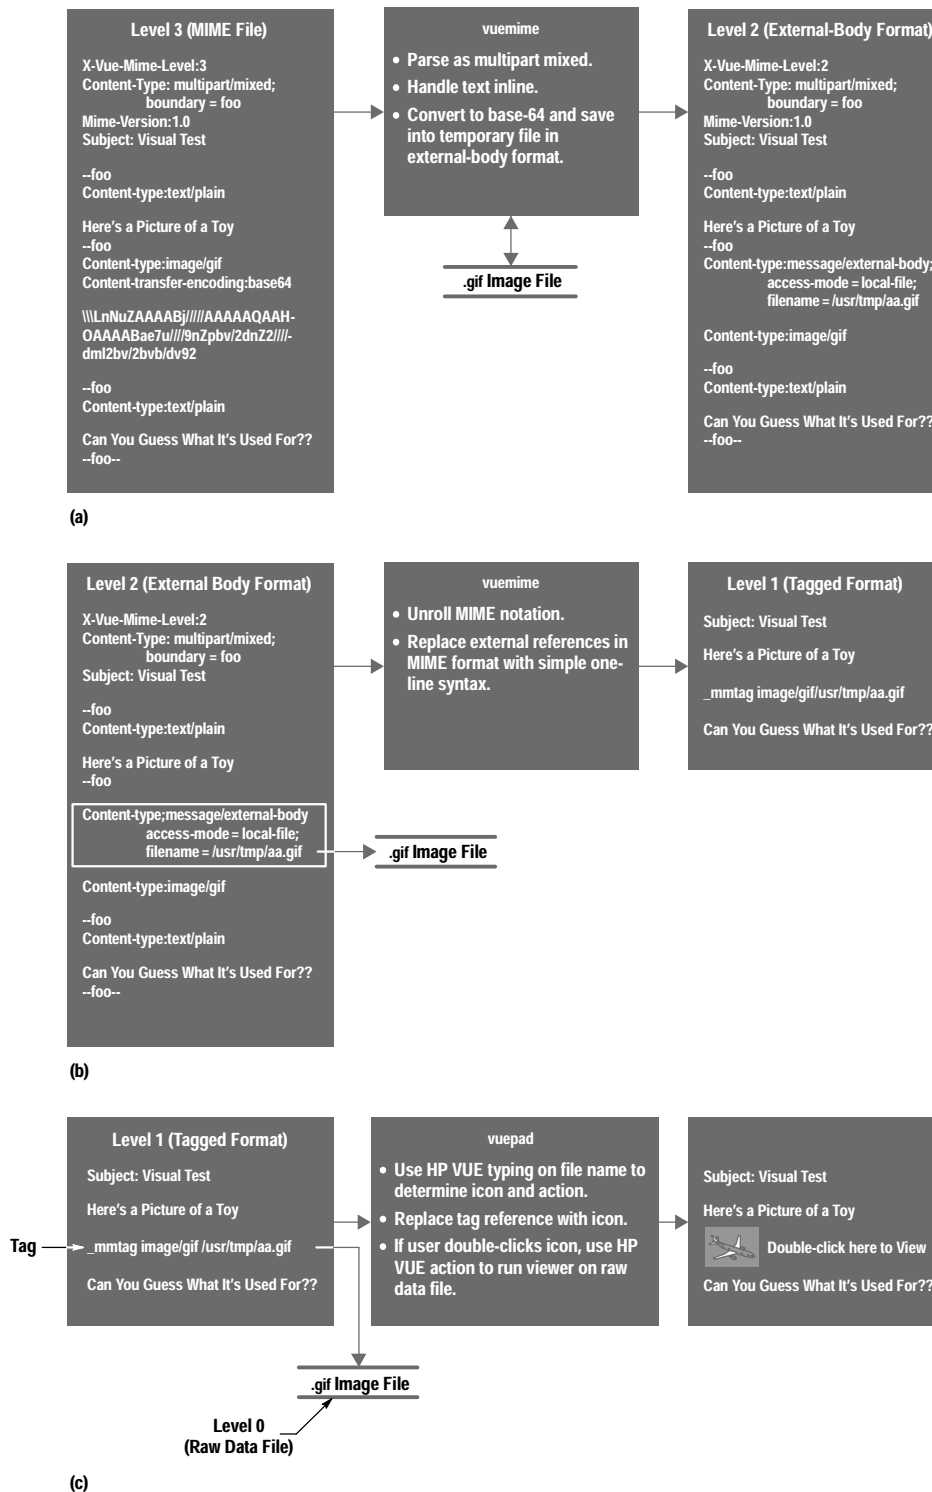 Level 3 (MIME File)
X-Vue-Mime-Level:3
Content-Type: multipart/mixed;
boundary = foo
Mime-Version:1.0
Subject: Visual Test
--foo
Content-type:text/plain
Here's a Picture of a Toy
--foo
Content-type:image/gif
Content-transfer-encoding:base64
\\\LnNuZAAAABj/////AAAAAQAAH-
OAAAABae7u////9nZpbv/2dnZ2////-
dml2bv/2bvb/dv92
--foo
Content-type:text/plain
Can You Guess What It's Used For??
--foo--
vuemime
• Parse as multipart mixed.
• Handle text inline.
• Convert to base-64 and save
into temporary file in
external-body format.
.gif Image File
Level 2 (External-Body Format)
X-Vue-Mime-Level:2
Content-Type: multipart/mixed;
boundary = foo
Mime-Version:1.0
Subject: Visual Test
--foo
Content-type:text/plain
Here's a Picture of a Toy
--foo
Content-type:message/external-body;
access-mode = local-file;
filename = /usr/tmp/aa.gif
Content-type:image/gif
--foo
Content-type:text/plain
Can You Guess What It's Used For??
--foo--
(a)
Level 2 (External Body Format)
X-Vue-Mime-Level:2
Content-Type: multipart/mixed;
boundary = foo
Subject: Visual Test
--foo
Content-type:text/plain
Here's a Picture of a Toy
--foo
Content-type;message/external-body
access-mode = local-file;
filename = /usr/tmp/aa.gif
Content-type:image/gif
--foo
Content-type:text/plain
Can You Guess What It's Used For??
--foo--
vuemime
• Unroll MIME notation.
• Replace external references in
MIME format with simple one-
line syntax.
.gif Image File
Level 1 (Tagged Format)
Subject: Visual Test
Here's a Picture of a Toy
_mmtag image/gif/usr/tmp/aa.gif
Can You Guess What It's Used For??
(b)
Level 1 (Tagged Format)
Subject: Visual Test
Here's a Picture of a Toy
Tag
_mmtag image/gif /usr/tmp/aa.gif
Can You Guess What It's Used For??
vuepad
• Use HP VUE typing on file name to
determine icon and action.
• Replace tag reference with icon.
• If user double-clicks icon, use HP
VUE action to run viewer on raw
data file.
Subject: Visual Test
Here's a Picture of a Toy
Double-click here to View
Can You Guess What It's Used For??
.gif Image File
Level 0
(Raw Data File)
(c)